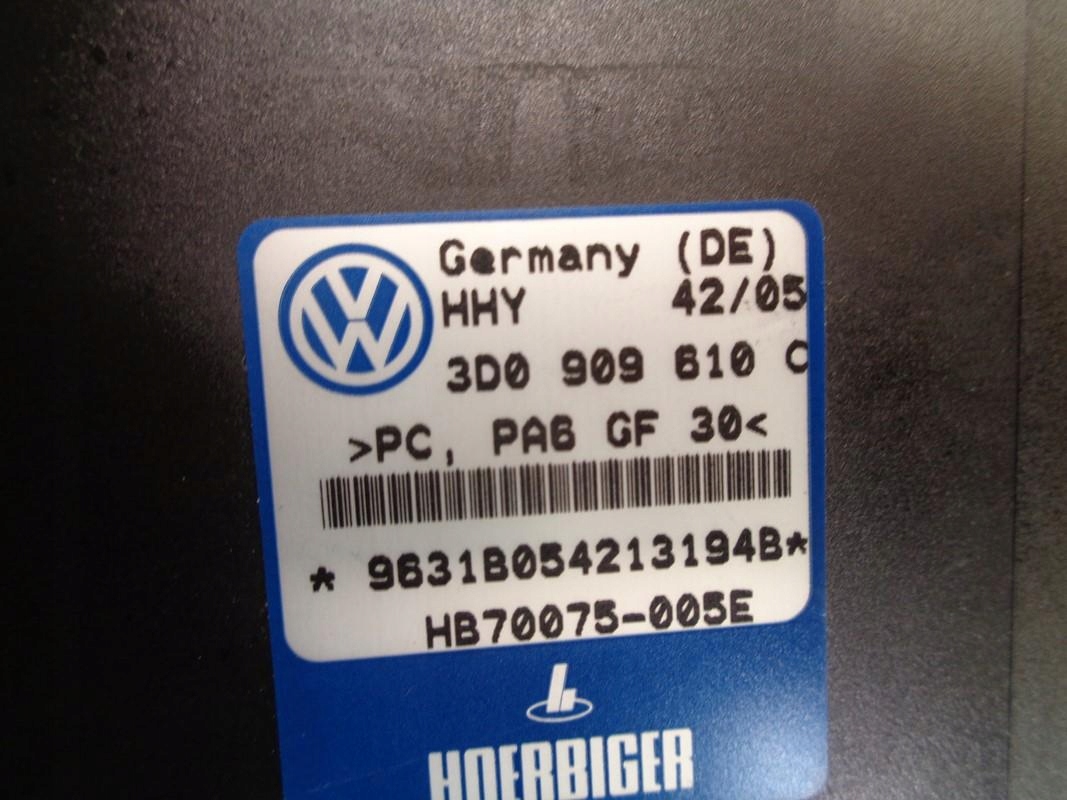 Germany (DE)
HHY 42/05
3D0 909 610 C
>PC, PA6 GF 30<
* 9631B054213194B*
HB70075-005E
HOERBIGER